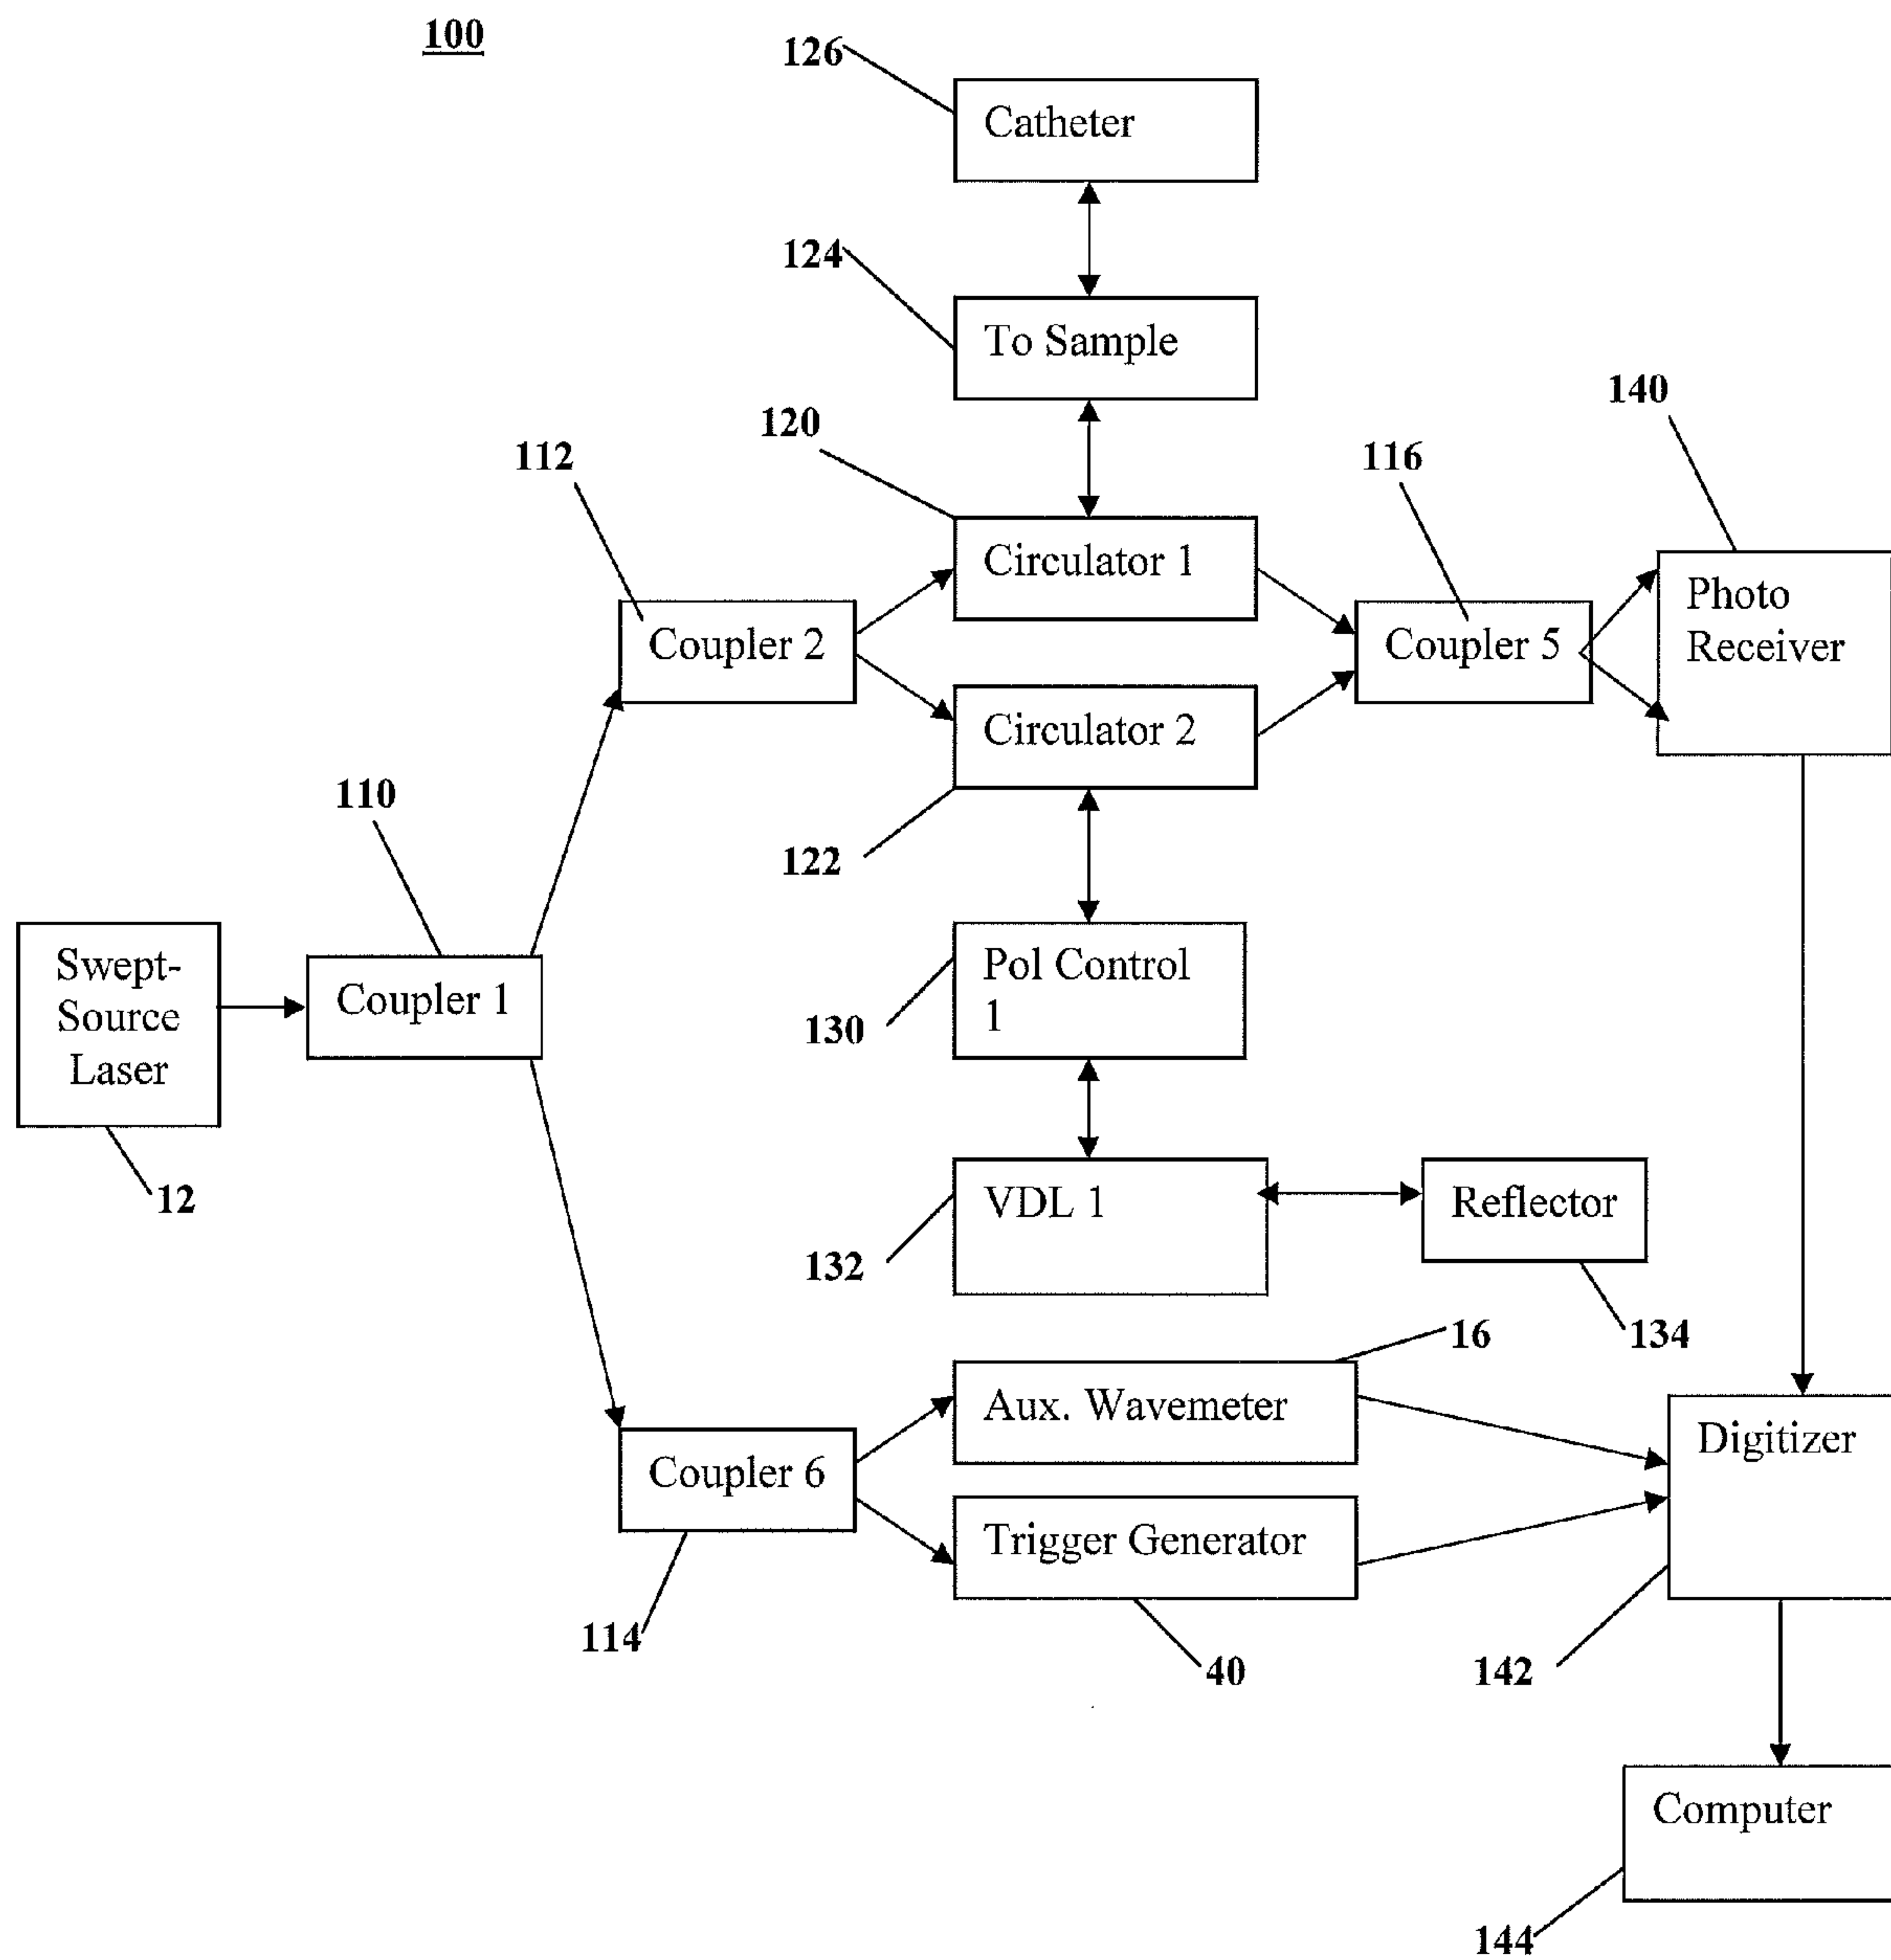 100
126
Catheter
124
To Sample
120
140
112
116
Circulator 1
Photo
Receiver
Coupler 2
Coupler 5
Circulator 2
110
122
Swept-
Source
Laser
Coupler 1
Pol Control
1
130
12
VDL 1
Reflector
132
134
16
Aux. Wavemeter
Digitizer
Coupler 6
Trigger Generator
114
40
142
Computer
144